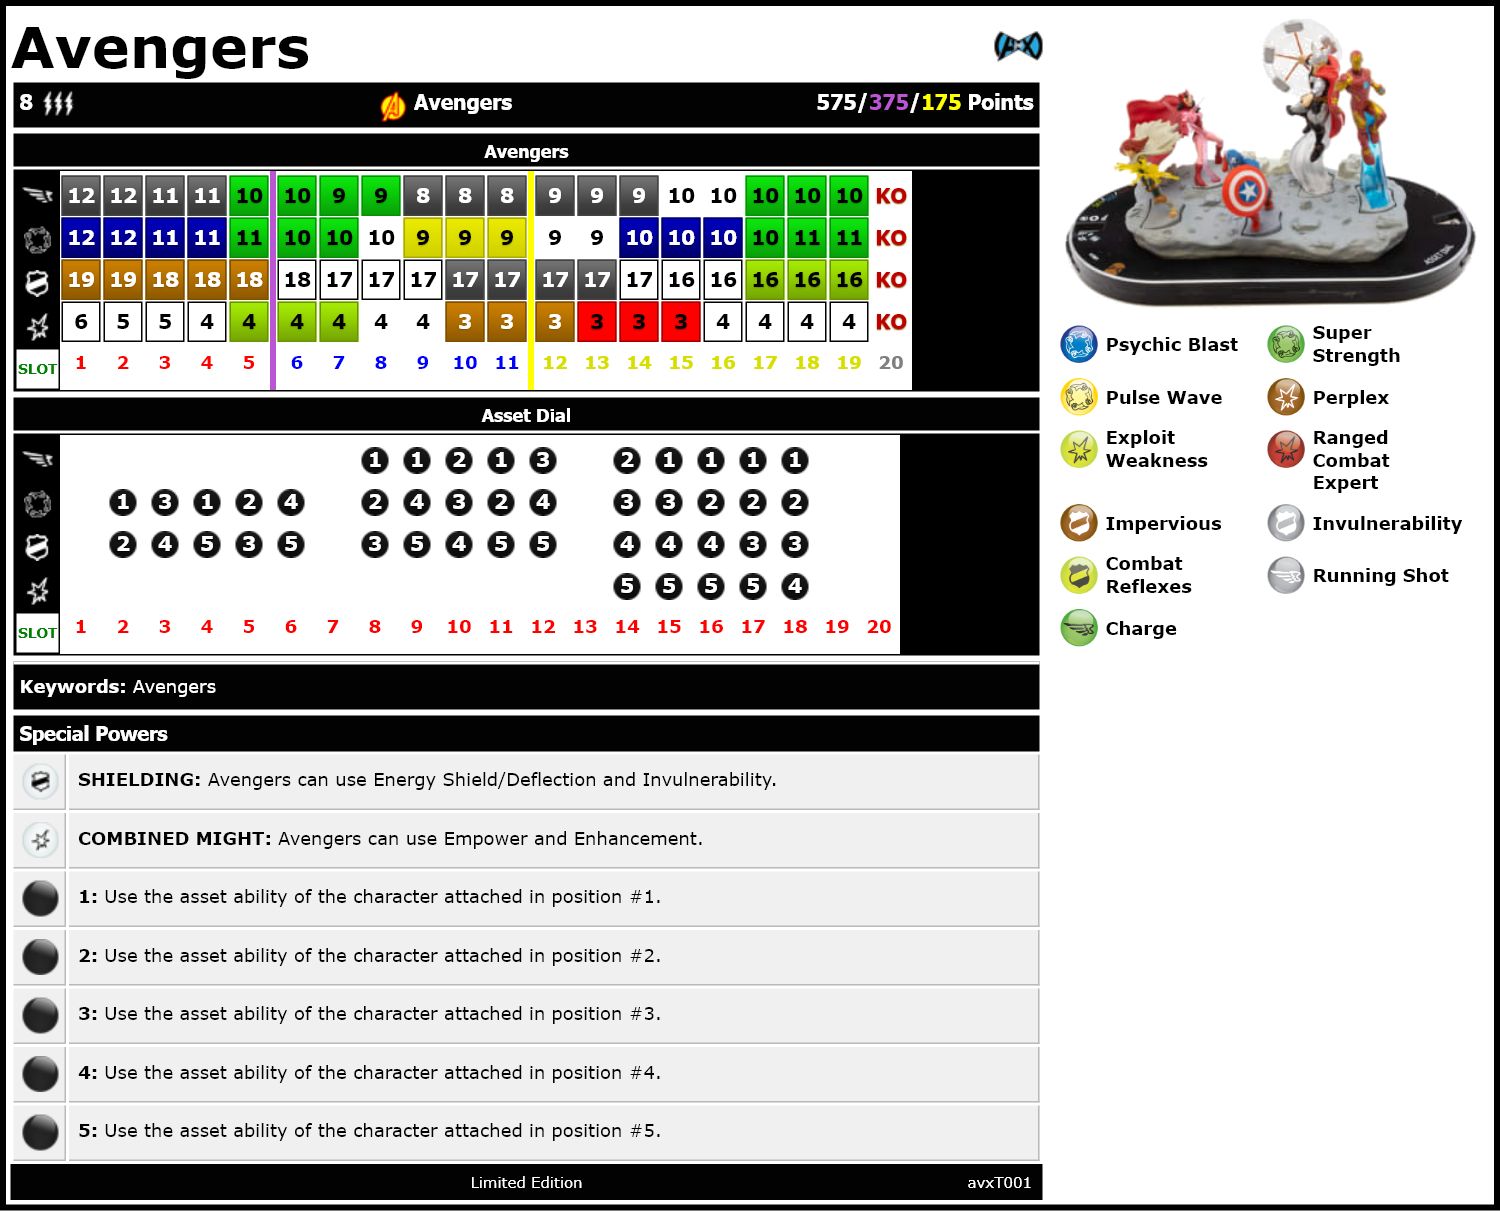 Avengers
8 Avengers 575/375/175 Points
Avengers
12 12 11 11 10 10 9 9 8 8 8 9 9 9 10 10 10 10 10 KO
12 12 11 11 11 10 10 10 9 9 9 9 9 10 10 10 10 11 11 KO
19 19 18 18 18 18 17 17 17 17 17 17 17 17 16 16 16 16 16 KO
6 5 5 4 4 4 4 4 4 3 3 3 3 3 3 4 4 4 4 KO
SLOT 1 2 3 4 5 6 7 8 9 10 11 12 13 14 15 16 17 18 19 20
Asset Dial
1 1 2 1 3 2 1 1 1 1
1 3 1 2 4 2 4 3 2 4 3 3 2 2 2
2 4 5 3 5 3 5 4 5 5 4 4 4 3 3
5 5 5 5 4
SLOT 1 2 3 4 5 6 7 8 9 10 11 12 13 14 15 16 17 18 19 20
Keywords: Avengers
Special Powers
SHIELDING: Avengers can use Energy Shield/Deflection and Invulnerability.
COMBINED MIGHT: Avengers can use Empower and Enhancement.
1: Use the asset ability of the character attached in position #1.
2: Use the asset ability of the character attached in position #2.
3: Use the asset ability of the character attached in position #3.
4: Use the asset ability of the character attached in position #4.
5: Use the asset ability of the character attached in position #5.
Limited Edition avxT001
ASSET DIAL
Psychic Blast
Super
Strength
Pulse Wave
Perplex
Exploit
Weakness
Ranged
Combat
Expert
Impervious
Invulnerability
Combat
Reflexes
Running Shot
Charge